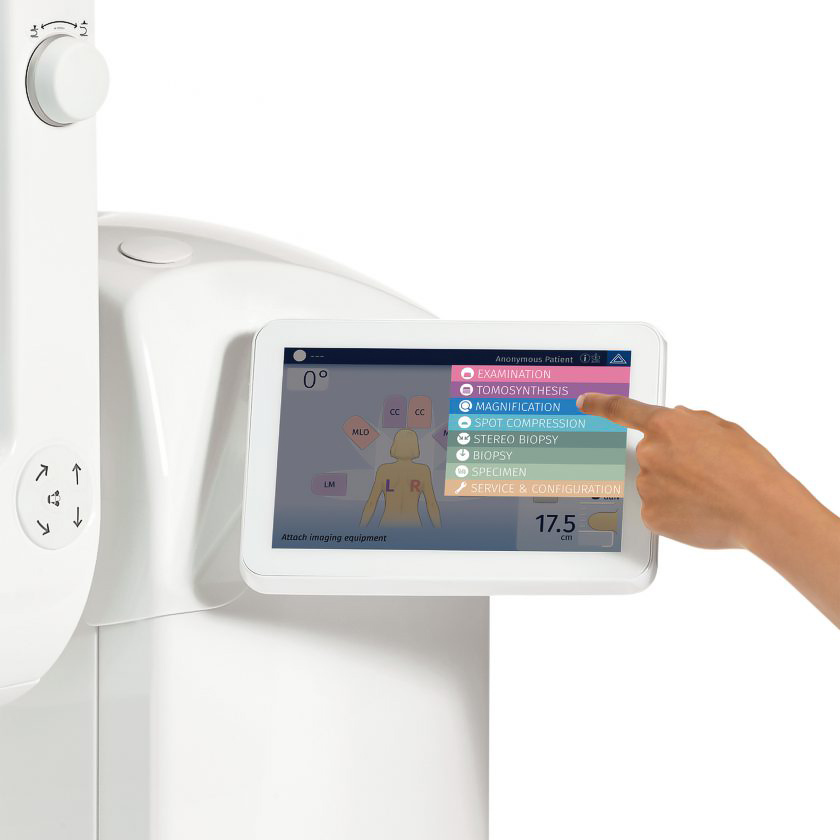 ---
Anonymous Patient
0°
EXAMINATION
TOMOSYNTHESIS
MAGNIFICATION
SPOT COMPRESSION
STEREO BIOPSY
BIOPSY
SPECIMEN
SERVICE & CONFIGURATION
CC CC
MLO
LM
L R
17.5
cm
Attach imaging equipment